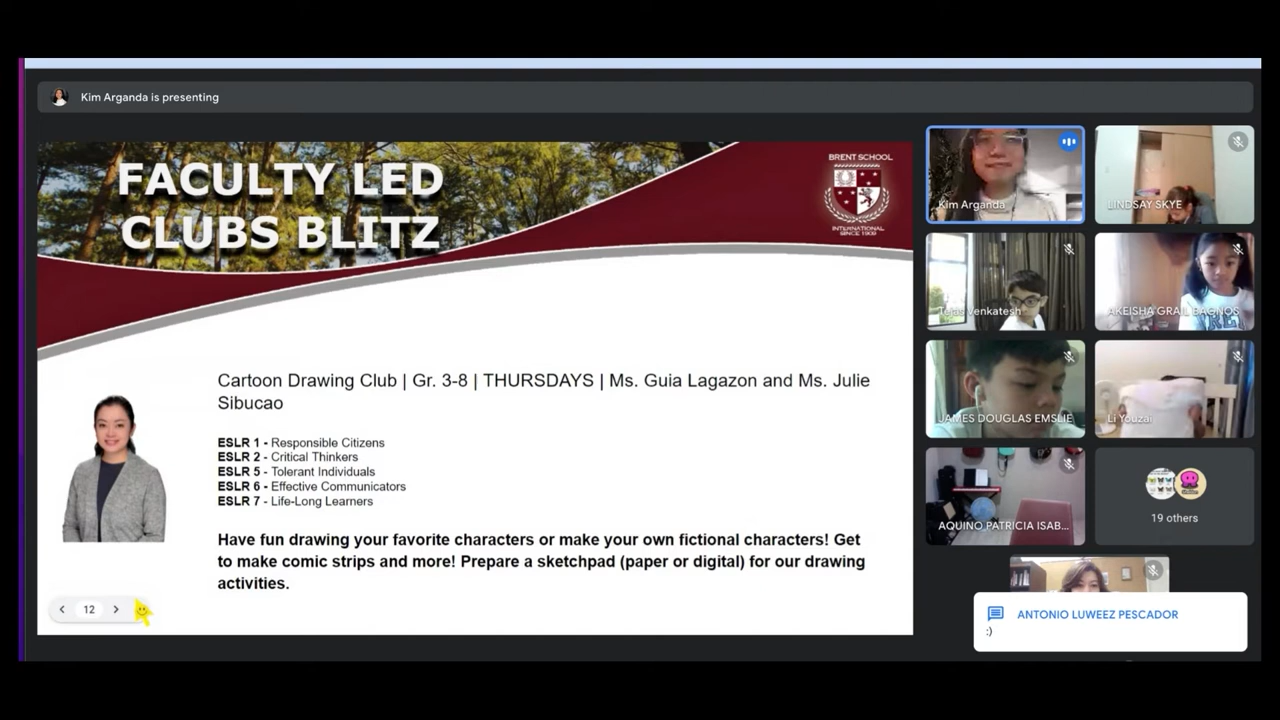 Kim Arganda is presenting
FACULTY LED
CLUBS BLITZ
BRENT SCHOOL
INTERNATIONAL
SINCE 1909
Cartoon Drawing Club | Gr. 3-8 | THURSDAYS | Ms. Guia Lagazon and Ms. Julie
Sibucao
ESLR 1 - Responsible Citizens
ESLR 2 - Critical Thinkers
ESLR 5 - Tolerant Individuals
ESLR 6 - Effective Communicators
ESLR 7 - Life-Long Learners
Have fun drawing your favorite characters or make your own fictional characters! Get
to make comic strips and more! Prepare a sketchpad (paper or digital) for our drawing
activities.
12
Kim Arganda
LINDSAY SKYE
Tejas Venkatesh
AKEISHA GRAIL BAGNOS
JAMES DOUGLAS EMSLIE
Li Youzai
AQUINO PATRICIA ISAB...
19 others
ANTONIO LUWEEZ PESCADOR
:)